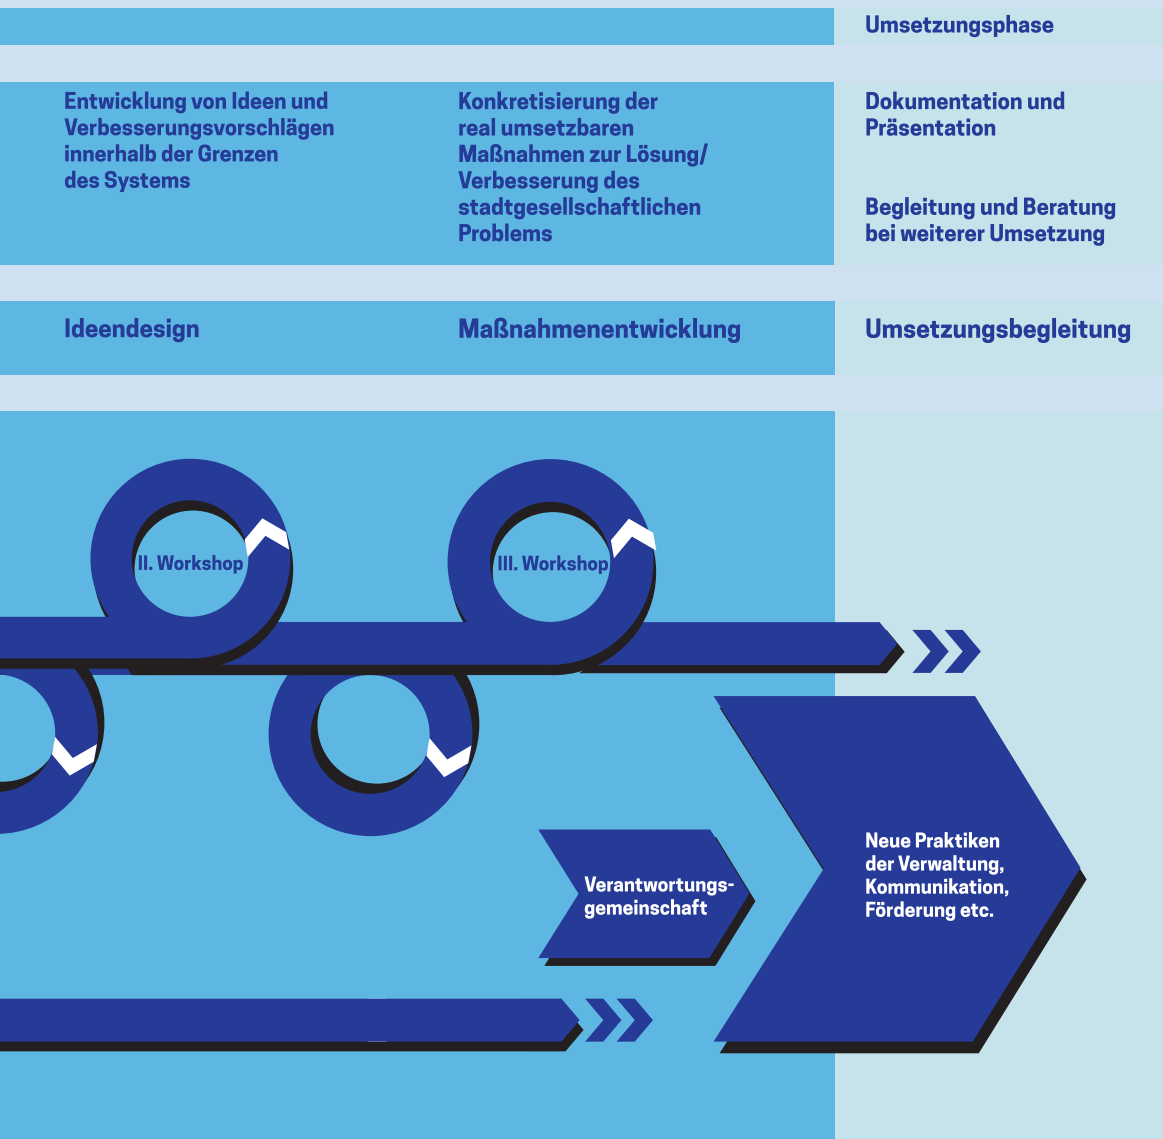 Umsetzungsphase
Entwicklung von Ideen und
Verbesserungsvorschlägen
innerhalb der Grenzen
des Systems
Konkretisierung der
real umsetzbaren
Maßnahmen zur Lösung/
Verbesserung des
stadtgesellschaftlichen
Problems
Dokumentation und
Präsentation
Begleitung und Beratung
bei weiterer Umsetzung
Ideendesign
Maßnahmenentwicklung
Umsetzungsbegleitung
II. Workshop
III. Workshop
Verantwortungs-
gemeinschaft
Neue Praktiken
der Verwaltung,
Kommunikation,
Förderung etc.